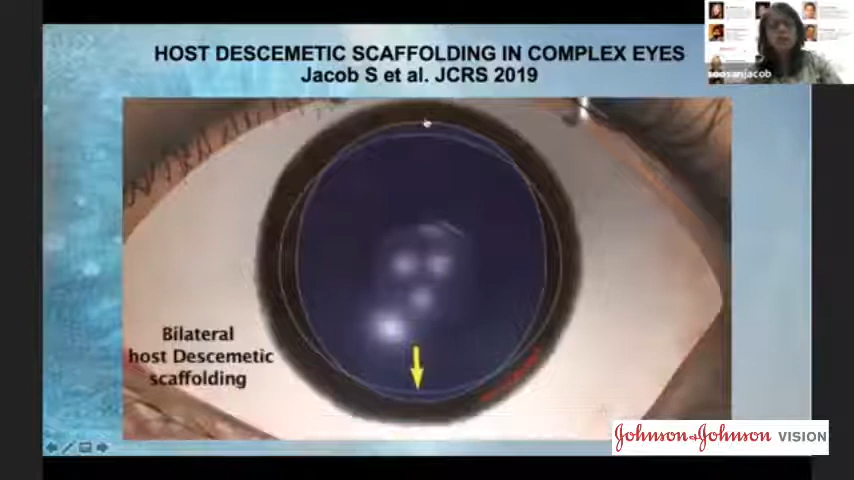 HOST DESCEMETIC SCAFFOLDING IN COMPLEX EYES
Jacob S et al. JCRS 2019
soosanjacob
Bilateral
host Descemetic
scaffolding
Johnson & Johnson VISION